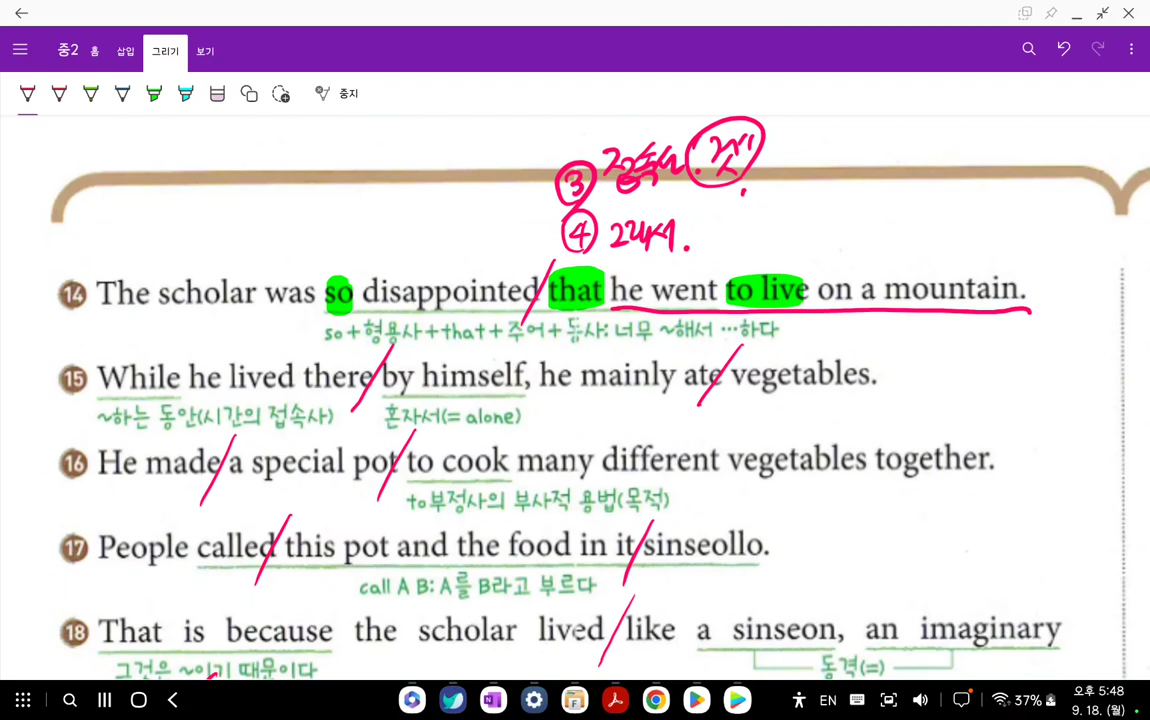 중2 홈 삽입 그리기 보기
중지
③ 접속사. 것
④ 그래서.
⑭ The scholar was so disappointed that he went to live on a mountain.
so+형용사+that+주어+동사: 너무 ~해서 …하다
⑮ While he lived there by himself, he mainly ate vegetables.
~하는 동안(시간의 접속사) 혼자서(= alone)
⑯ He made a special pot to cook many different vegetables together.
to부정사의 부사적 용법(목적)
⑰ People called this pot and the food in it sinseollo.
call A B: A를 B라고 부르다
⑱ That is because the scholar lived like a sinseon, an imaginary
그것은 ~이기 때문이다 동격(=)
EN 37% 오후 5:48
9. 18. (월)